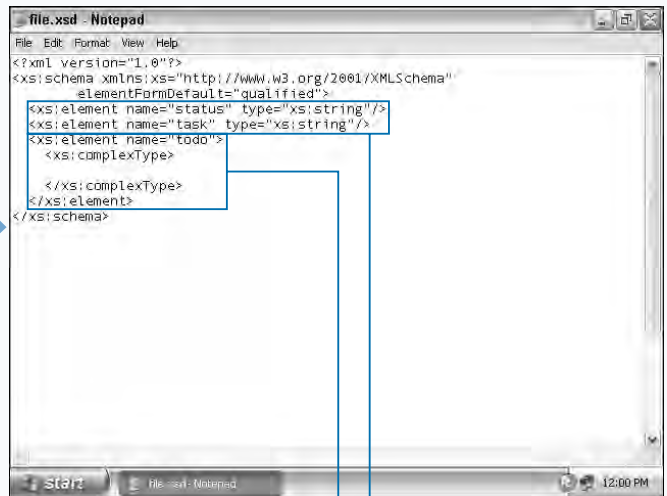 file.xsd - Notepad
File Edit Format View Help
<?xml version="1.0"?>
<xs:schema xmlns:xs="http://www.w3.org/2001/XMLSchema"
elementFormDefault="qualified">
<xs:element name="status" type="xs:string"/>
<xs:element name="task" type="xs:string"/>
<xs:element name="todo">
<xs:complexType>
</xs:complexType>
</xs:element>
</xs:schema>
start file.xsd - Notepad 12:00 PM